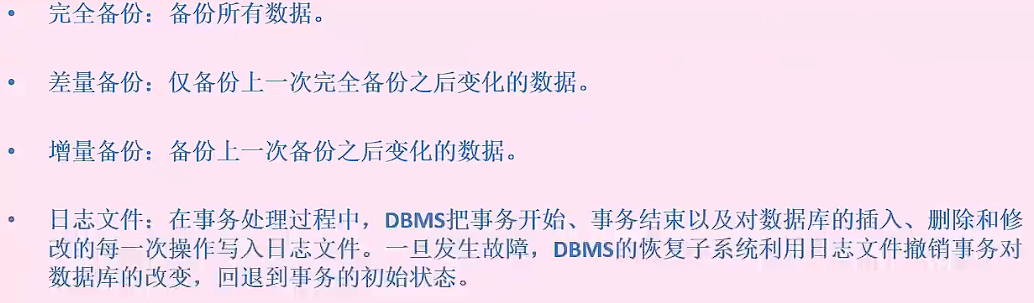 • 完全备份：备份所有数据。
• 差量备份：仅备份上一次完全备份之后变化的数据。
• 增量备份：备份上一次备份之后变化的数据。
• 日志文件：在事务处理过程中，DBMS把事务开始、事务结束以及对数据库的插入、删除和修
改的每一次操作写入日志文件。一旦发生故障，DBMS的恢复子系统利用日志文件撤销事务对
数据库的改变，回退到事务的初始状态。